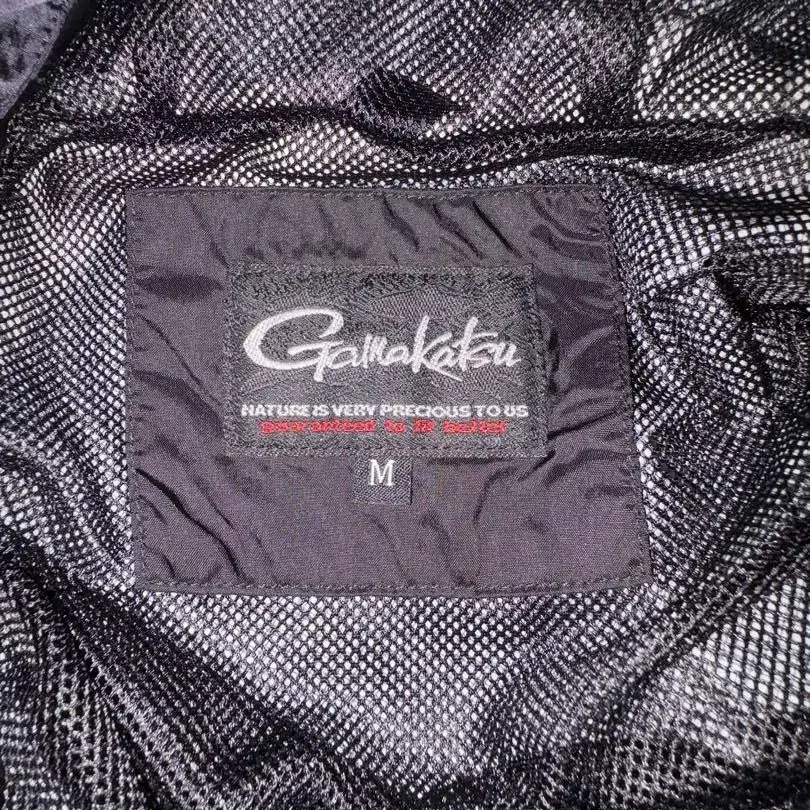 Gamakatsu
NATURE IS VERY PRECIOUS TO US
guaranteed to fit better
M